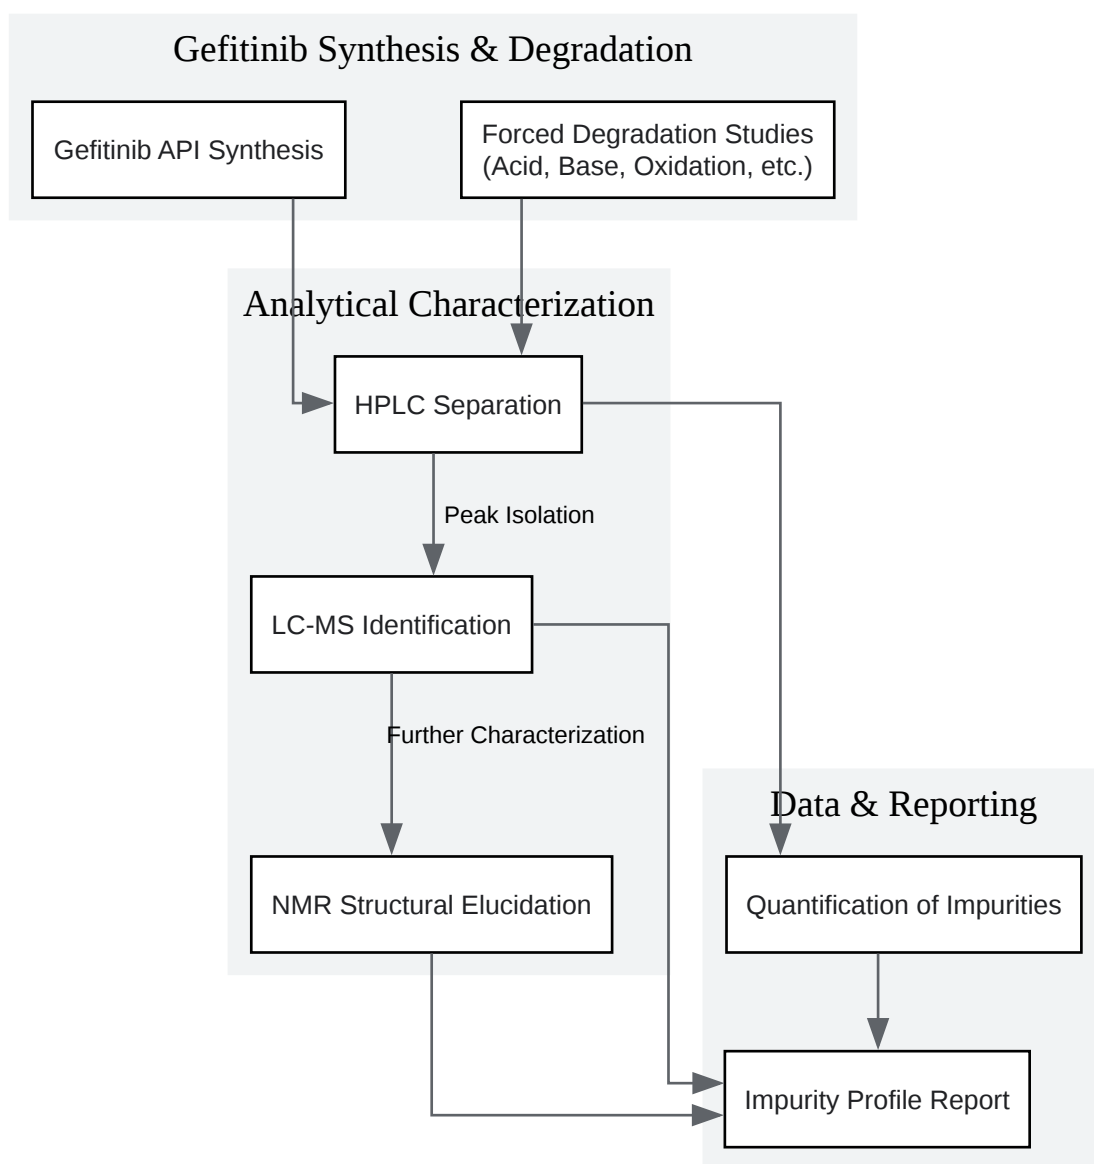 Gefitinib Synthesis & Degradation
Gefitinib API Synthesis
Forced Degradation Studies
(Acid, Base, Oxidation, etc.)
Analytical Characterization
HPLC Separation
Peak Isolation
LC-MS Identification
Further Characterization
NMR Structural Elucidation
Data & Reporting
Quantification of Impurities
Impurity Profile Report